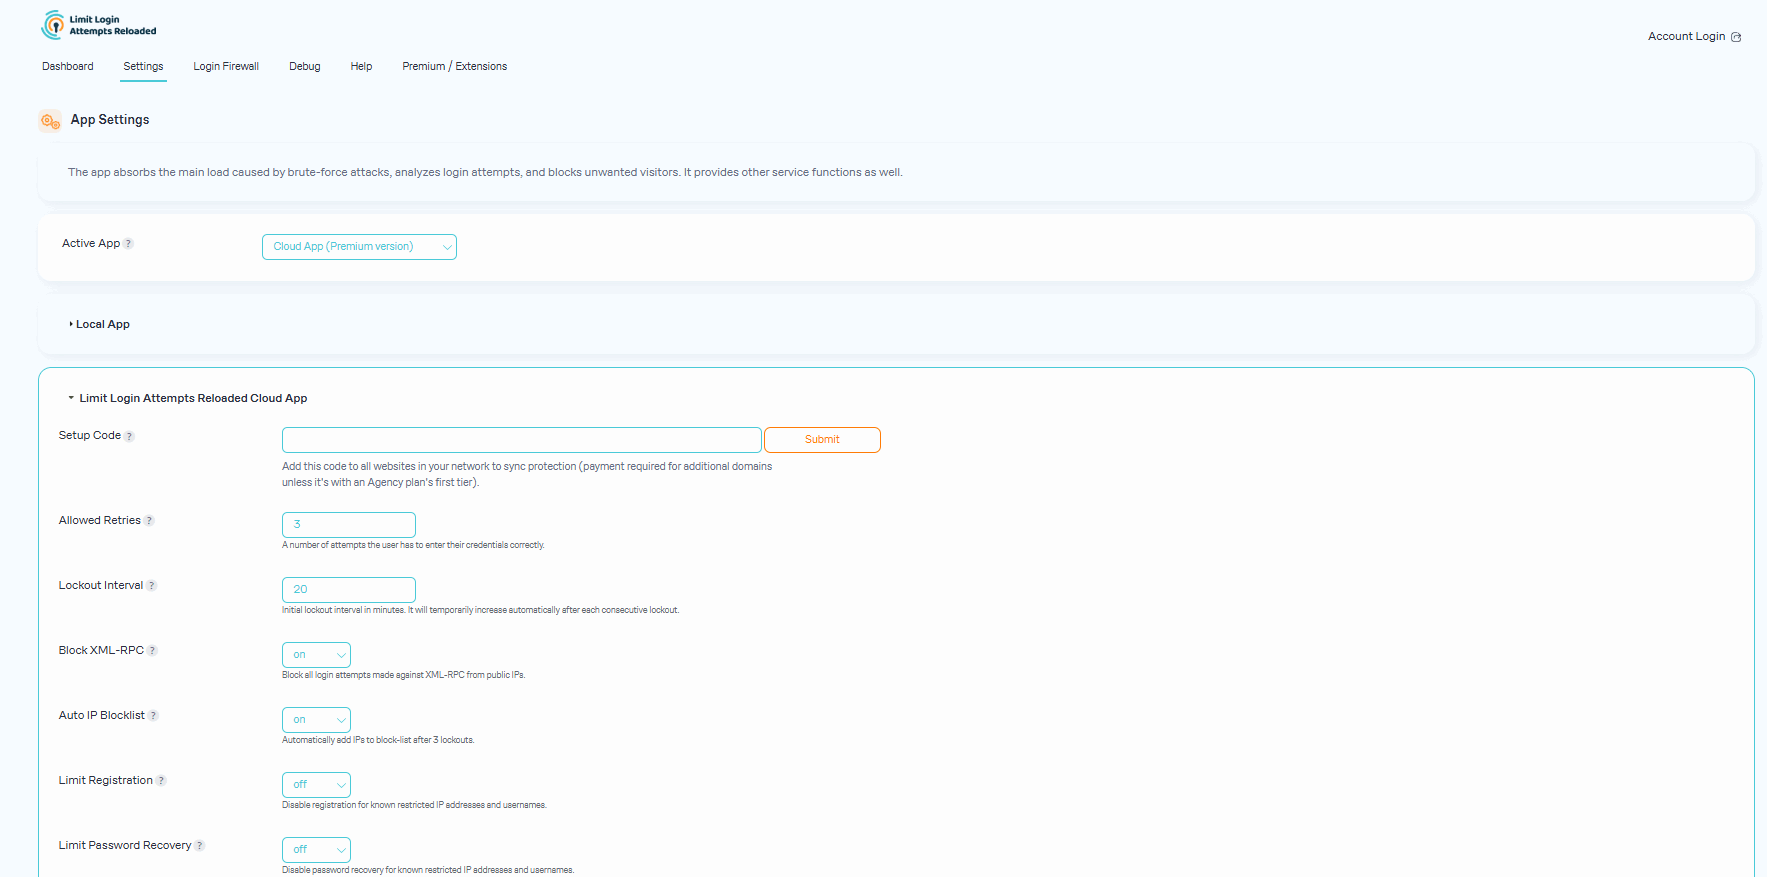 Limit Login
Attempts Reloaded
Account Login
Dashboard Settings Login Firewall Debug Help Premium / Extensions
App Settings
The app absorbs the main load caused by brute-force attacks, analyzes login attempts, and blocks unwanted visitors. It provides other service functions as well.
Active App ? Cloud App (Premium version)
Local App
Limit Login Attempts Reloaded Cloud App
Setup Code ? Submit
Add this code to all websites in your network to sync protection (payment required for additional domains
unless it's with an Agency plan's first tier).
Allowed Retries ? 3
A number of attempts the user has to enter their credentials correctly.
Lockout Interval ? 20
Initial lockout interval in minutes. It will temporarily increase automatically after each consecutive lockout.
Block XML-RPC ? on
Block all login attempts made against XML-RPC from public IPs.
Auto IP Blocklist ? on
Automatically add IPs to block-list after 3 lockouts.
Limit Registration ? off
Disable registration for known restricted IP addresses and usernames.
Limit Password Recovery ? off
Disable password recovery for known restricted IP addresses and usernames.